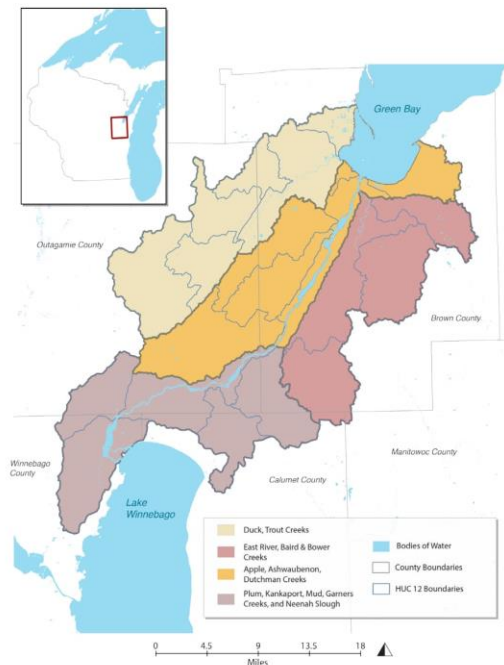 Green Bay
Outagamie County
Brown County
Manitowoc County
Winnebago
County
Calumet County
Lake
Winnebago
Duck, Trout Creeks
East River, Baird & Bower
Creeks
Apple, Ashwaubenon,
Dutchman Creeks
Plum, Kankaport, Mud, Garners
Creeks, and Neenah Slough
Bodies of Water
County Boundaries
HUC 12 Boundaries
0 4.5 9 13.5 18
Miles